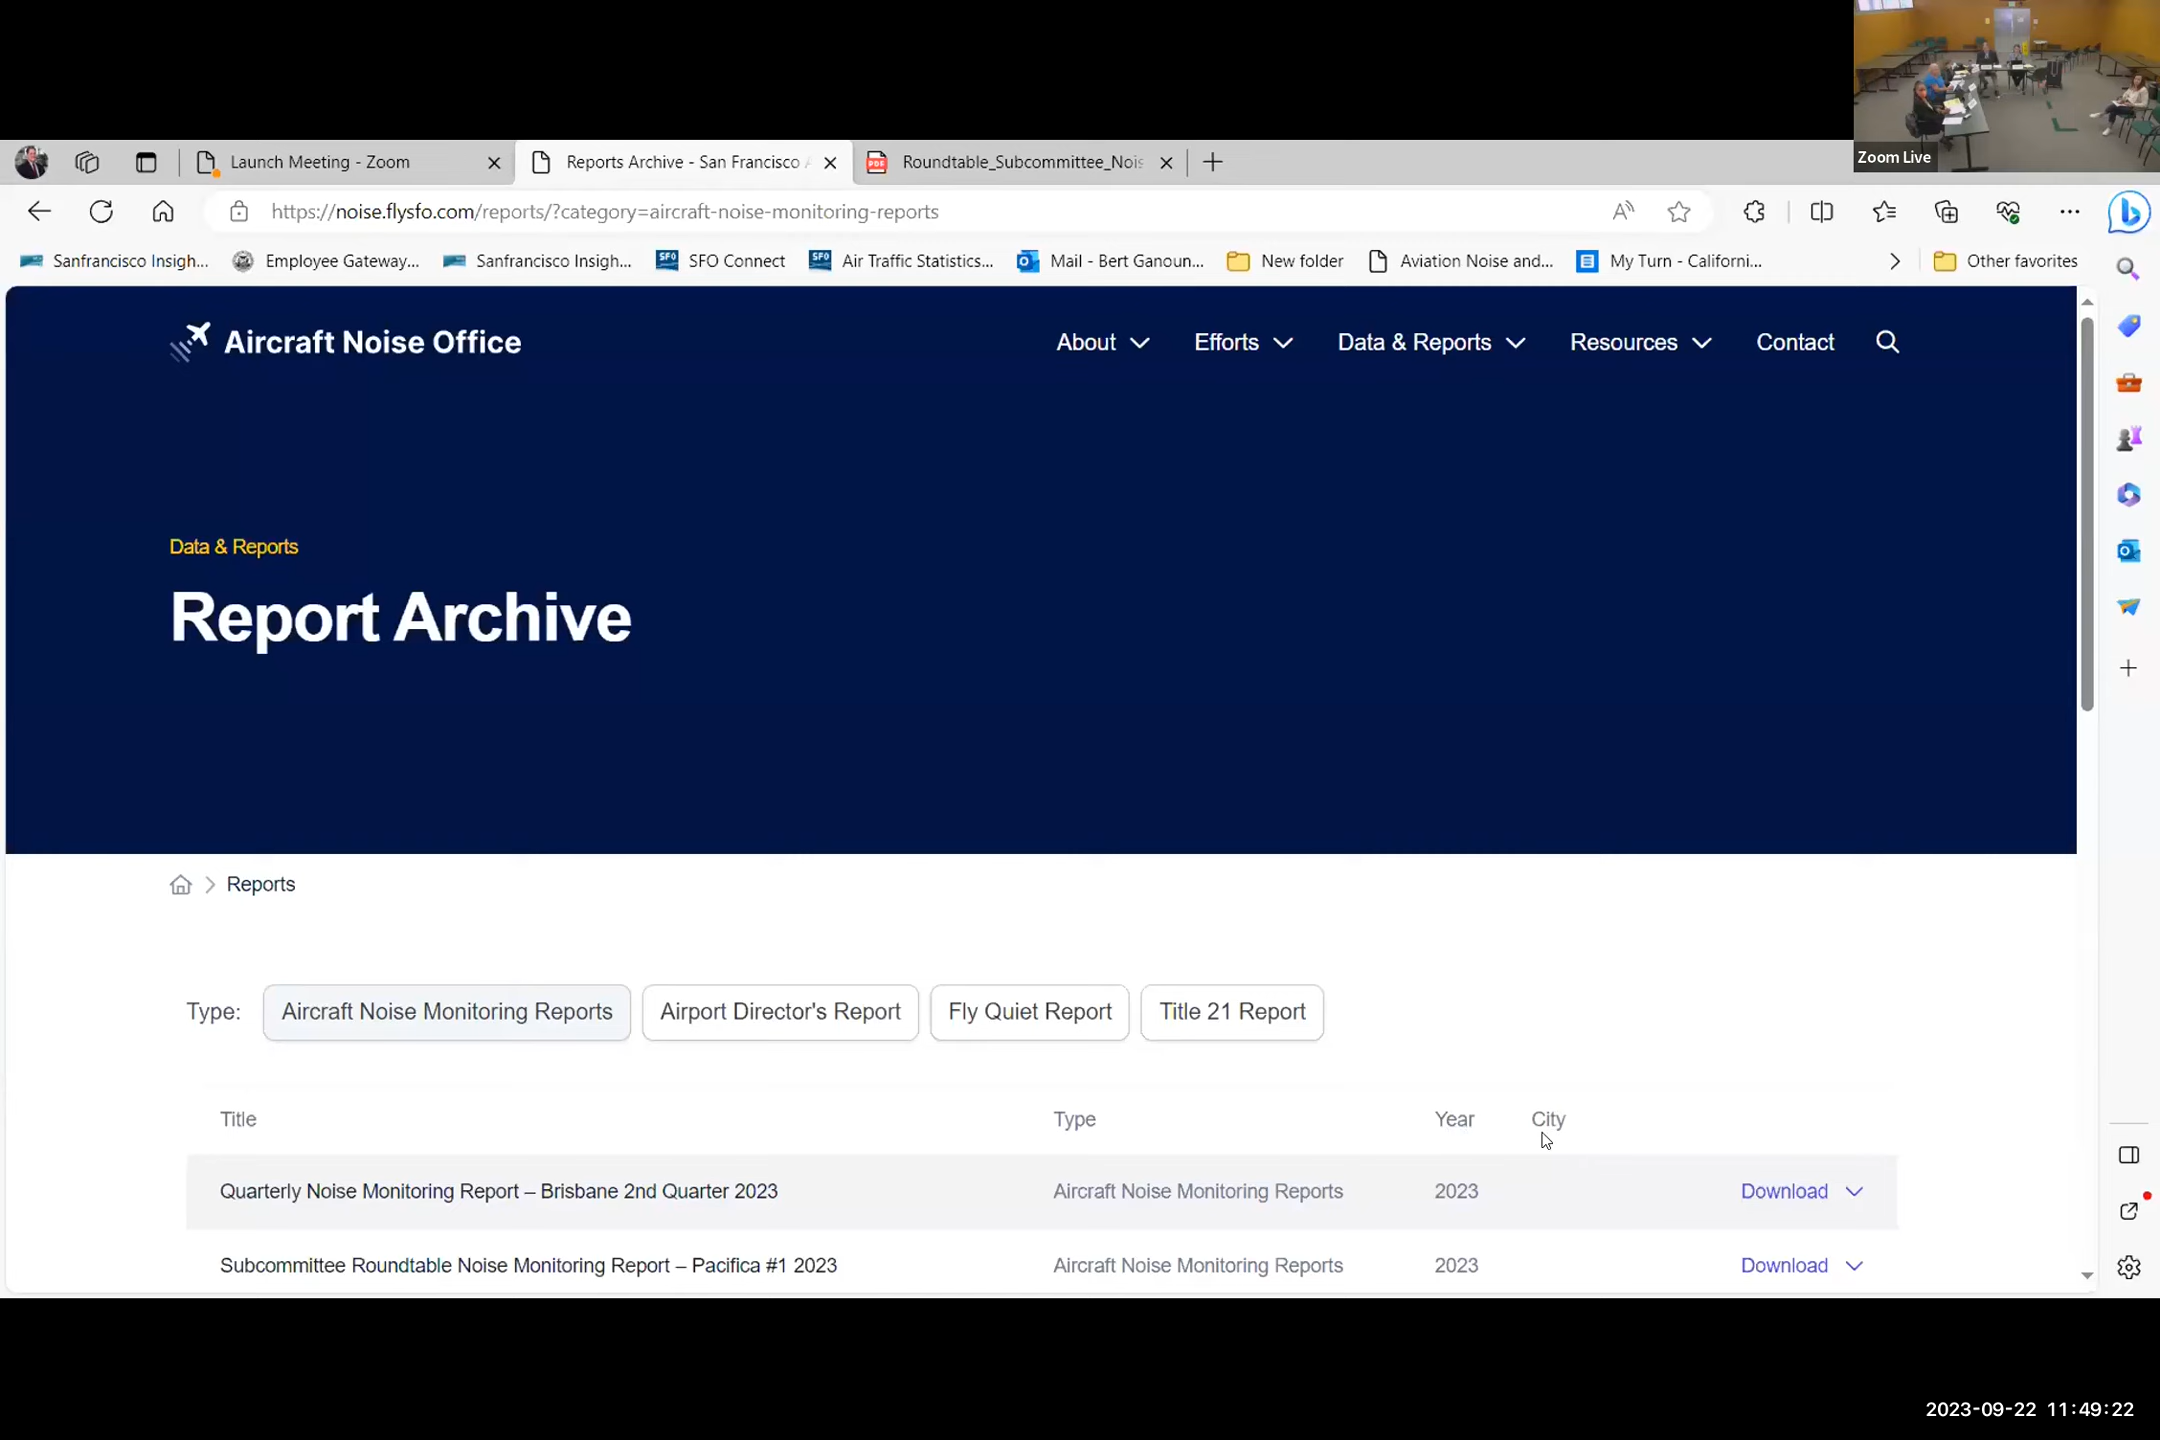 Zoom Live
Launch Meeting - Zoom
Reports Archive - San Francisco
Roundtable_Subcommittee_Nois
https://noise.flysfo.com/reports/?category=aircraft-noise-monitoring-reports
Sanfrancisco Insigh... Employee Gateway... Sanfrancisco Insigh... SFO Connect Air Traffic Statistics... Mail - Bert Ganoun... New folder Aviation Noise and... My Turn - Californi... Other favorites
Aircraft Noise Office
About Efforts Data & Reports Resources Contact
Data & Reports
Report Archive
Reports
Type: Aircraft Noise Monitoring Reports Airport Director's Report Fly Quiet Report Title 21 Report
Title Type Year City
Quarterly Noise Monitoring Report – Brisbane 2nd Quarter 2023 Aircraft Noise Monitoring Reports 2023 Download
Subcommittee Roundtable Noise Monitoring Report – Pacifica #1 2023 Aircraft Noise Monitoring Reports 2023 Download
2023-09-22 11:49:22